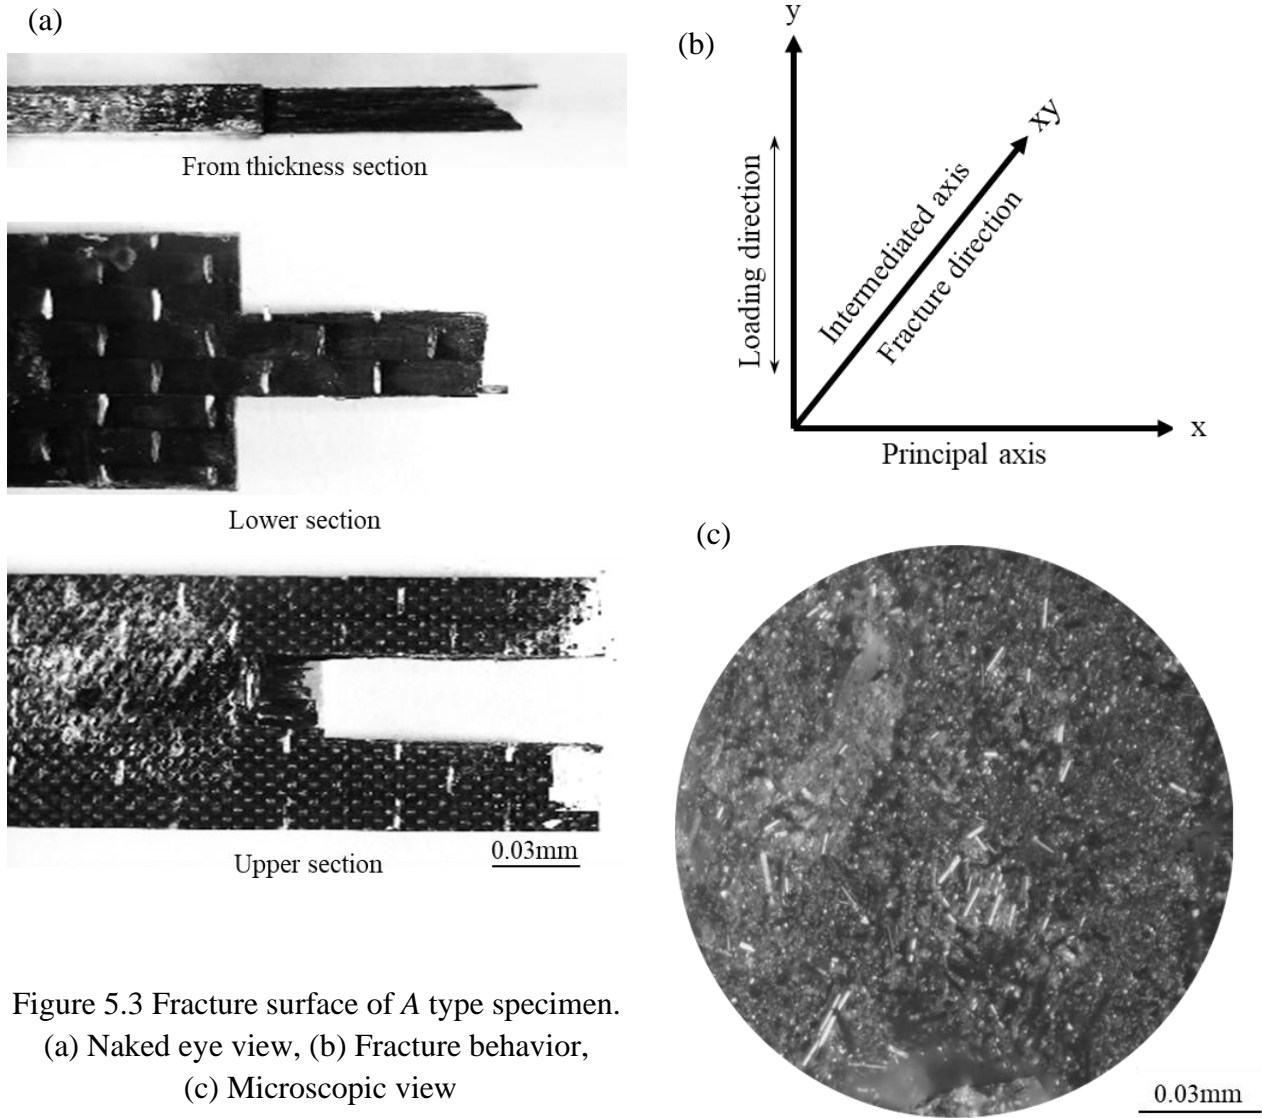 (a)
From thickness section
Lower section
Upper section
0.03mm
(b)
y
xy
Loading direction
Intermediated axis
Fracture direction
x
Principal axis
(c)
0.03mm
Figure 5.3 Fracture surface of A type specimen.
(a) Naked eye view, (b) Fracture behavior,
(c) Microscopic view